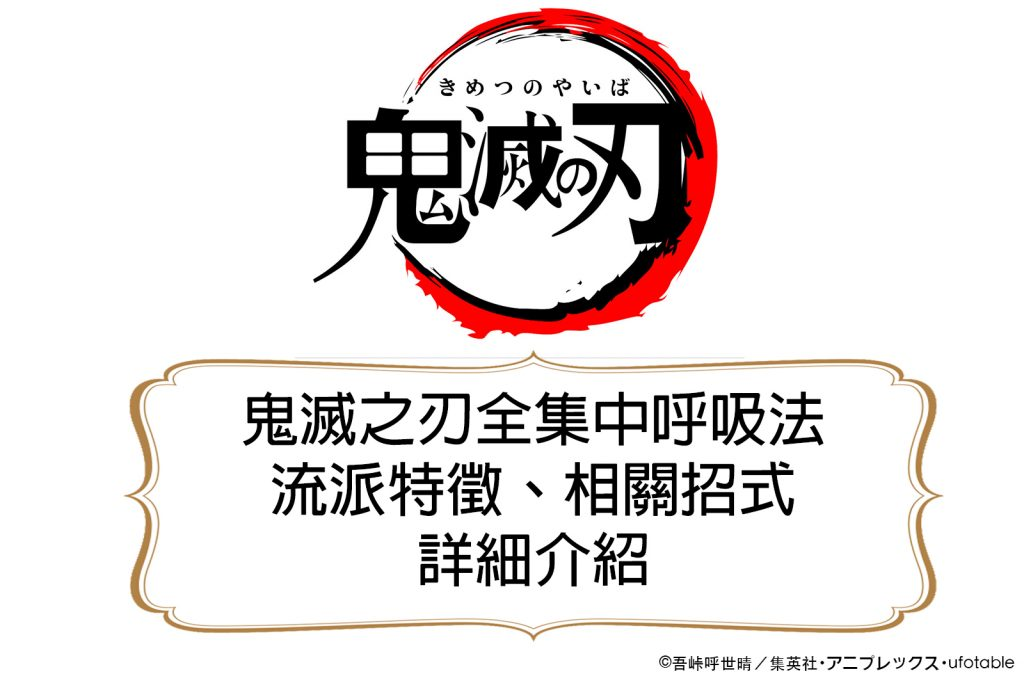 きめつのやいば
鬼滅の刃
鬼滅之刃全集中呼吸法
流派特徵、相關招式
詳細介紹
©吾峠呼世晴／集英社・アニプレックス・ufotable